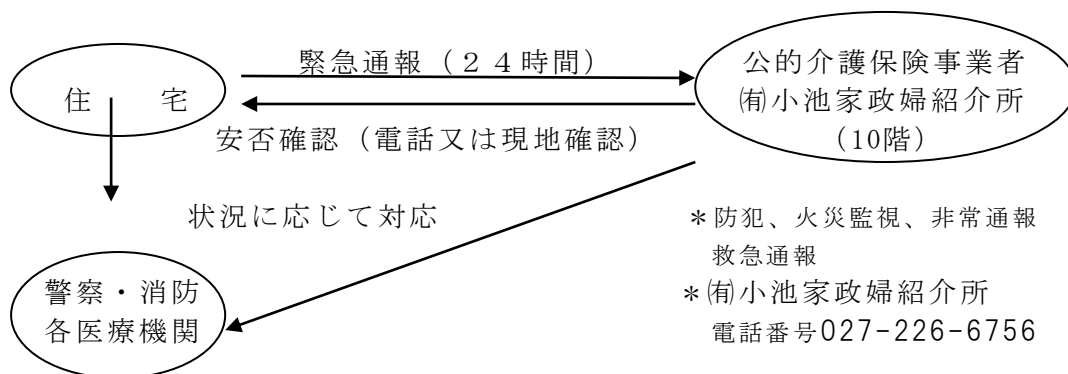 緊急通報(24時間)
住 宅
公的介護保険事業者
㈲小池家政婦紹介所
(10階)
安否確認(電話又は現地確認)
状況に応じて対応
警察・消防
各医療機関
*防犯、火災監視、非常通報
救急通報
*㈲小池家政婦紹介所
電話番号027-226-6756